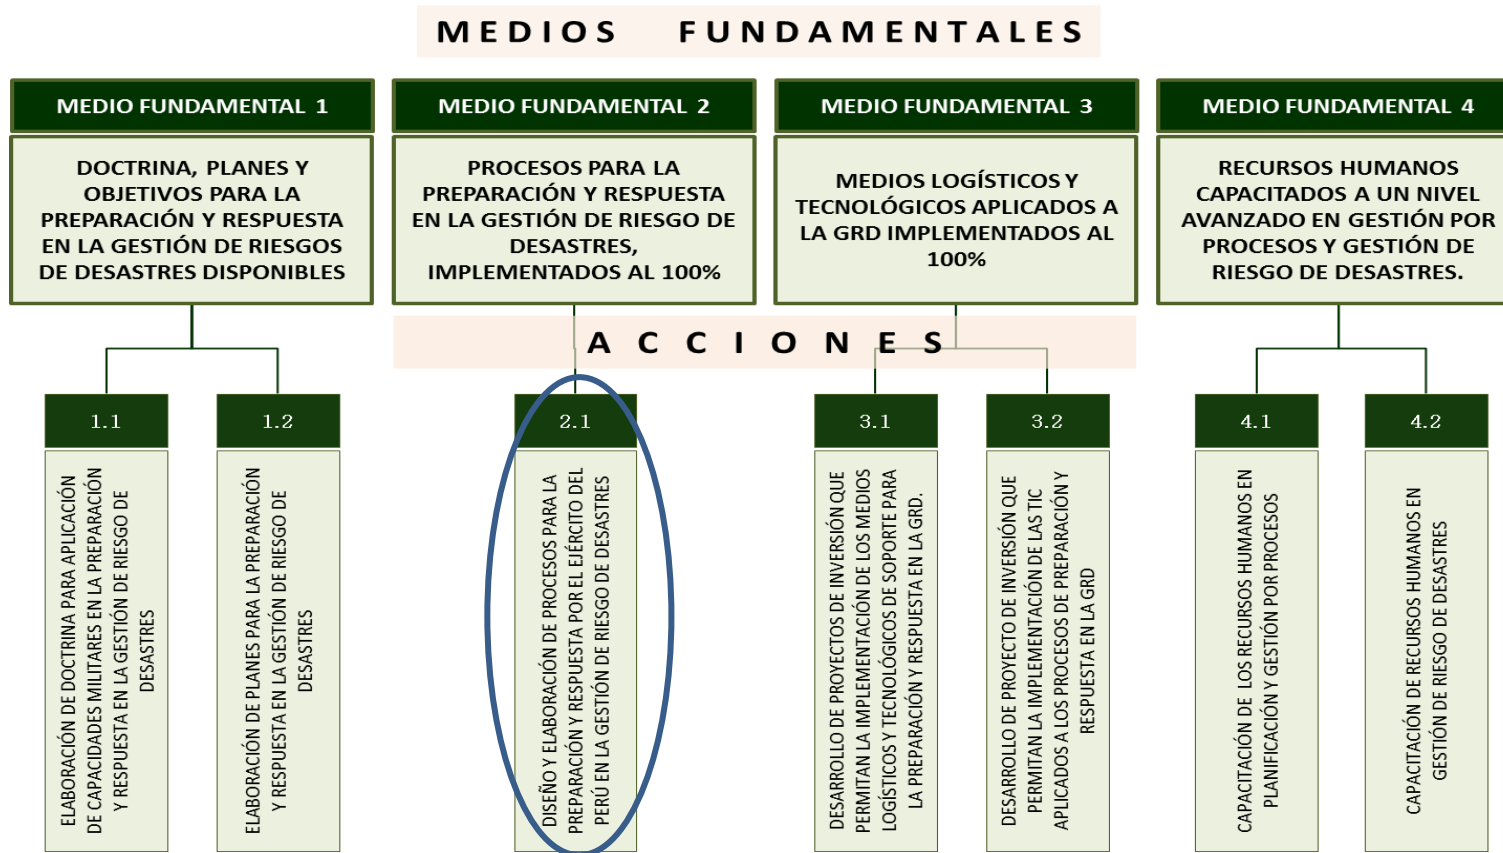 MEDIOS FUNDAMENTALES
MEDIO FUNDAMENTAL 1
DOCTRINA, PLANES Y
OBJETIVOS PARA LA
PREPARACIÓN Y RESPUESTA
EN LA GESTIÓN DE RIESGOS
DE DESASTRES DISPONIBLES
MEDIO FUNDAMENTAL 2
PROCESOS PARA LA
PREPARACIÓN Y RESPUESTA
EN LA GESTIÓN DE RIESGO DE
DESASTRES,
IMPLEMENTADOS AL 100%
MEDIO FUNDAMENTAL 3
MEDIOS LOGÍSTICOS Y
TECNOLÓGICOS APLICADOS A
LA GRD IMPLEMENTADOS AL
100%
MEDIO FUNDAMENTAL 4
RECURSOS HUMANOS
CAPACITADOS A UN NIVEL
AVANZADO EN GESTIÓN POR
PROCESOS Y GESTIÓN DE
RIESGO DE DESASTRES.
ACCIONES
1.1
ELABORACIÓN DE DOCTRINA PARA APLICACIÓN
DE CAPACIDADES MILITARES EN LA PREPARACIÓN
Y RESPUESTA EN LA GESTIÓN DE RIESGO DE
DESASTRES
1.2
ELABORACIÓN DE PLANES PARA LA PREPARACIÓN
Y RESPUESTA EN LA GESTIÓN DE RIESGO DE
DESASTRES
2.1
DISEÑO Y ELABORACIÓN DE PROCESOS PARA LA
PREPARACIÓN Y RESPUESTA POR EL EJÉRCITO DEL
PERÚ EN LA GESTIÓN DE RIESGO DE DESASTRES
3.1
DESARROLLO DE PROYECTOS DE INVERSIÓN QUE
PERMITAN LA IMPLEMENTACIÓN DE LOS MEDIOS
LOGÍSTICOS Y TECNOLÓGICOS DE SOPORTE PARA
LA PREPARACIÓN Y RESPUESTA EN LA GRD.
3.2
DESARROLLO DE PROYECTO DE INVERSIÓN QUE
PERMITAN LA IMPLEMENTACIÓN DE LAS TIC
APLICADOS A LOS PROCESOS DE PREPARACIÓN Y
RESPUESTA EN LA GRD
4.1
CAPACITACIÓN DE LOS RECURSOS HUMANOS EN
PLANIFICACIÓN Y GESTIÓN POR PROCESOS
4.2
CAPACITACIÓN DE RECURSOS HUMANOS EN
GESTIÓN DE RIESGO DE DESASTRES